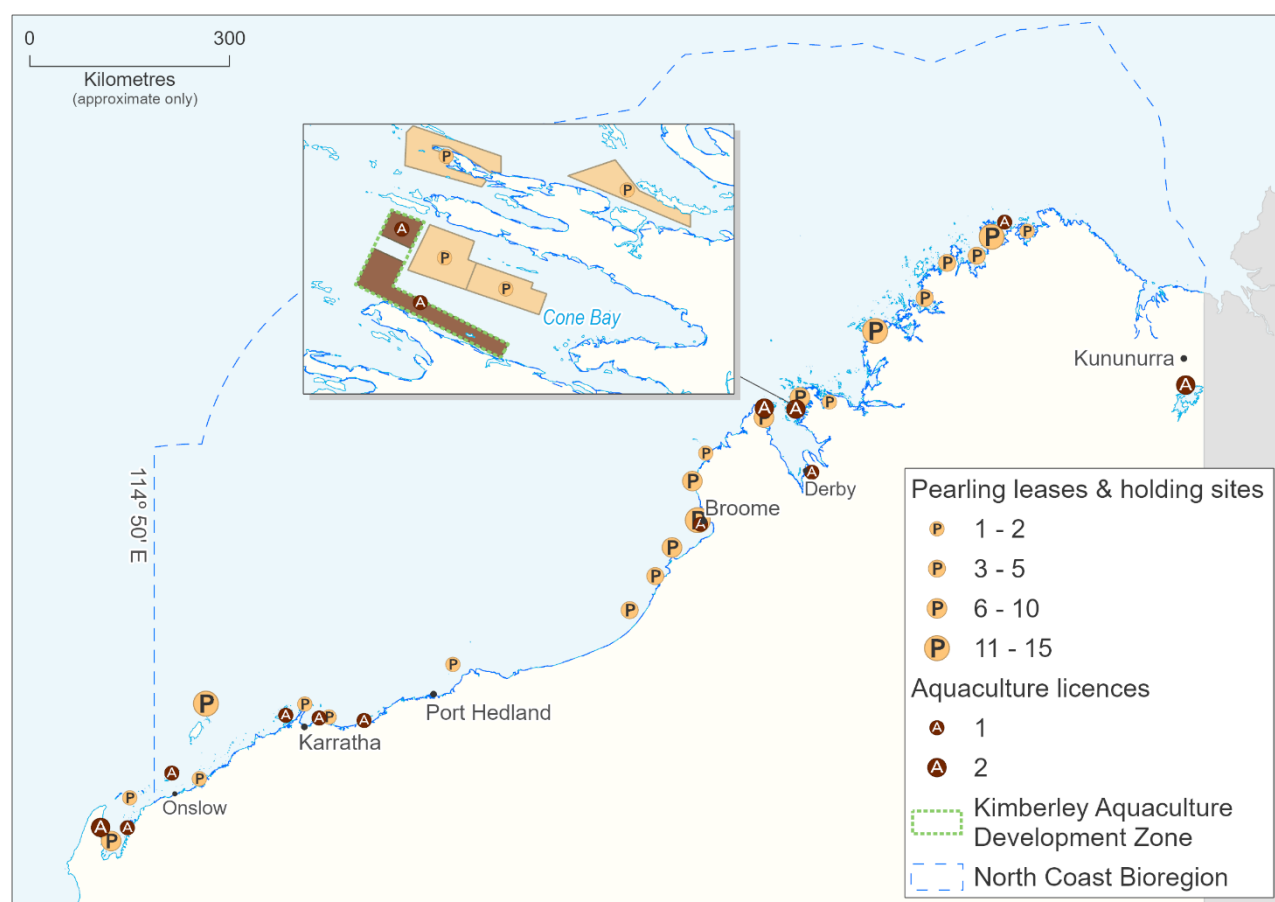 0 300
Kilometres
(approximate only)
P
P
A
P
A
P
Cone Bay
A
P
P
P
P
P
P
Kununurra
A
P
A
P
A
P
P
A
Derby
P
P
P
A
Broome
P
P
P
P
114º 50' E
P
Port Hedland
P
A
A
P
A
Karratha
A
P
Onslow
P
A
A
P
Pearling leases & holding sites
P 1 - 2
P 3 - 5
P 6 - 10
P 11 - 15
Aquaculture licences
A 1
A 2
Kimberley Aquaculture
Development Zone
North Coast Bioregion